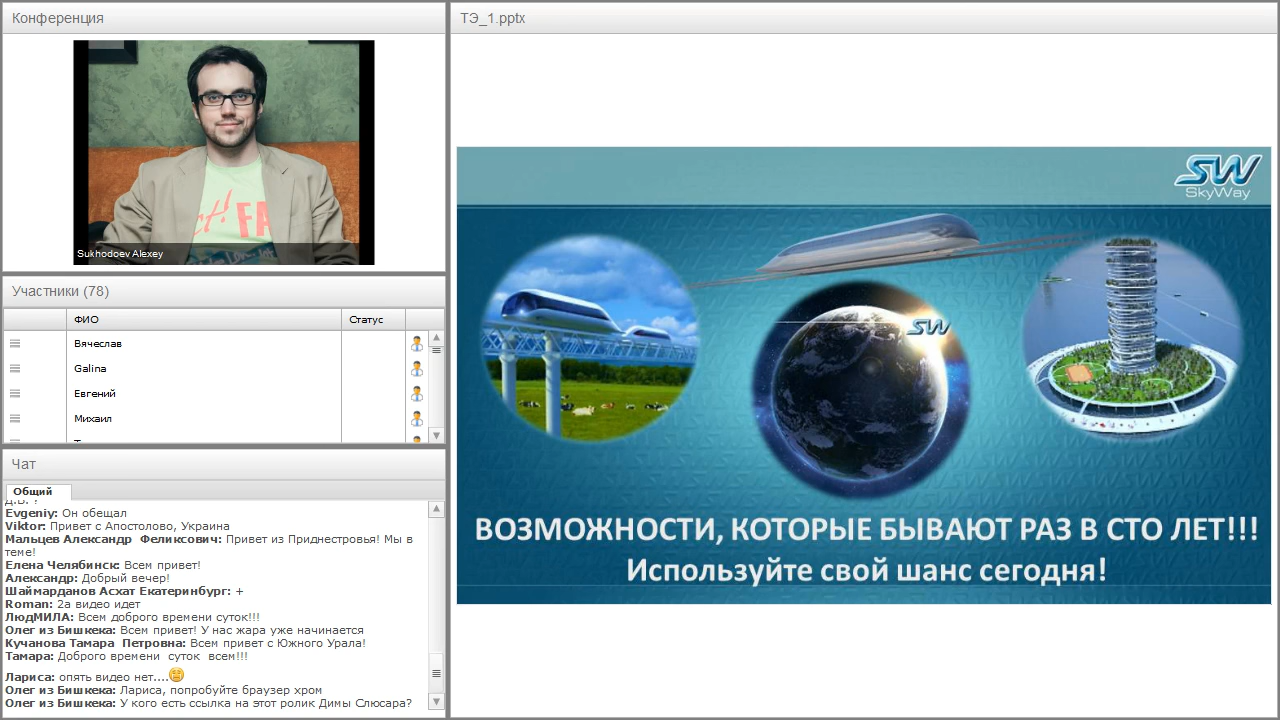 Конференция
Sukhodoev Alexey
Участники (78)
ФИО Статус
Вячеслав
Galina
Евгений
Михаил
Чат
Общий
Evgeniy: Он обещал
Viktor: Привет с Апостолово, Украина
Мальцев Александр Феликсович: Привет из Приднестровья! Мы в
теме!
Елена Челябинск: Всем привет!
Александр: Добрый вечер!
Шаймарданов Асхат Екатеринбург: +
Roman: 2а видео идет
ЛюдМИЛА: Всем доброго времени суток!!!
Олег из Бишкека: Всем привет! У нас жара уже начинается
Кучанова Тамара Петровна: Всем привет с Южного Урала!
Тамара: Доброго времени суток всем!!!
Лариса: опять видео нет....
Олег из Бишкека: Лариса, попробуйте браузер хром
Олег из Бишкека: У кого есть ссылка на этот ролик Димы Слюсара?
ТЭ_1.pptx
SW
SkyWay
SW
ВОЗМОЖНОСТИ, КОТОРЫЕ БЫВАЮТ РАЗ В СТО ЛЕТ!!!
Используйте свой шанс сегодня!